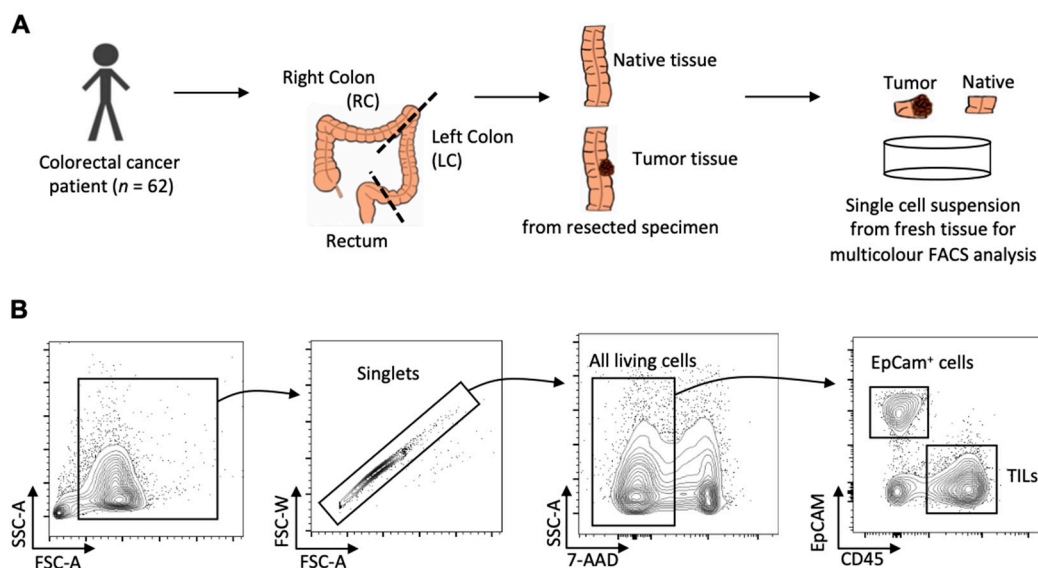 A
Colorectal cancer
patient (n = 62)
Right Colon
(RC)
Left Colon
(LC)
Rectum
Native tissue
Tumor tissue
from resected specimen
Tumor
Native
Single cell suspension
from fresh tissue for
multicolour FACS analysis
B
SSC-A
FSC-A
Singlets
FSC-W
FSC-A
All living cells
SSC-A
7-AAD
EpCam⁺ cells
TILs
EpCAM
CD45